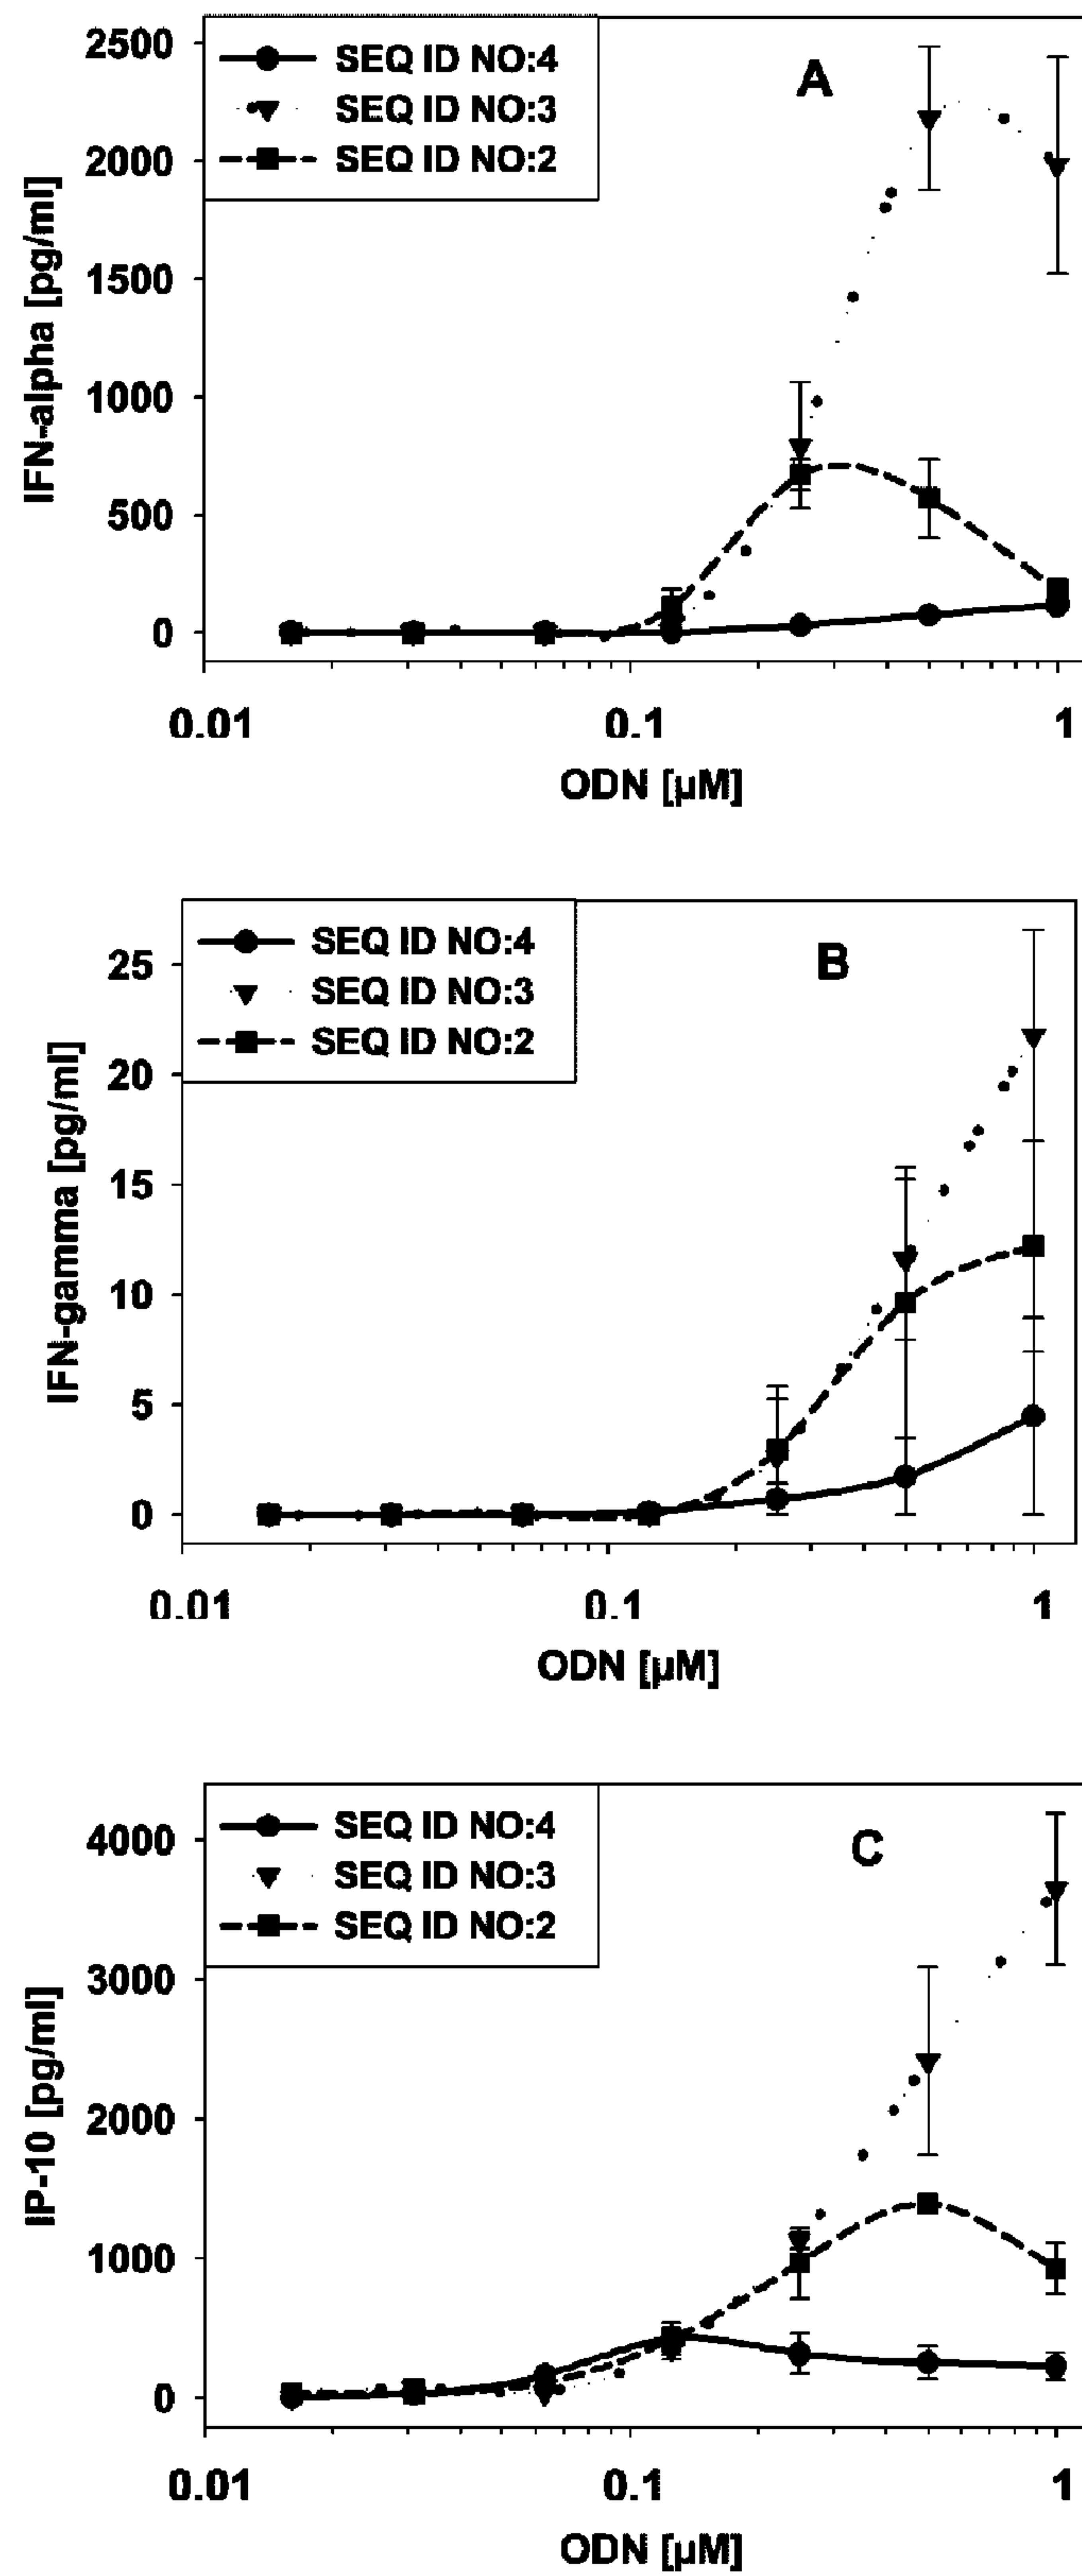 A
SEQ ID NO:4
SEQ ID NO:3
SEQ ID NO:2
IFN-alpha [pg/ml]
2500
2000
1500
1000
500
0
0.01 0.1 1
ODN [µM]
B
SEQ ID NO:4
SEQ ID NO:3
SEQ ID NO:2
IFN-gamma [pg/ml]
25
20
15
10
5
0
0.01 0.1 1
ODN [µM]
C
SEQ ID NO:4
SEQ ID NO:3
SEQ ID NO:2
IP-10 [pg/ml]
4000
3000
2000
1000
0
0.01 0.1 1
ODN [µM]